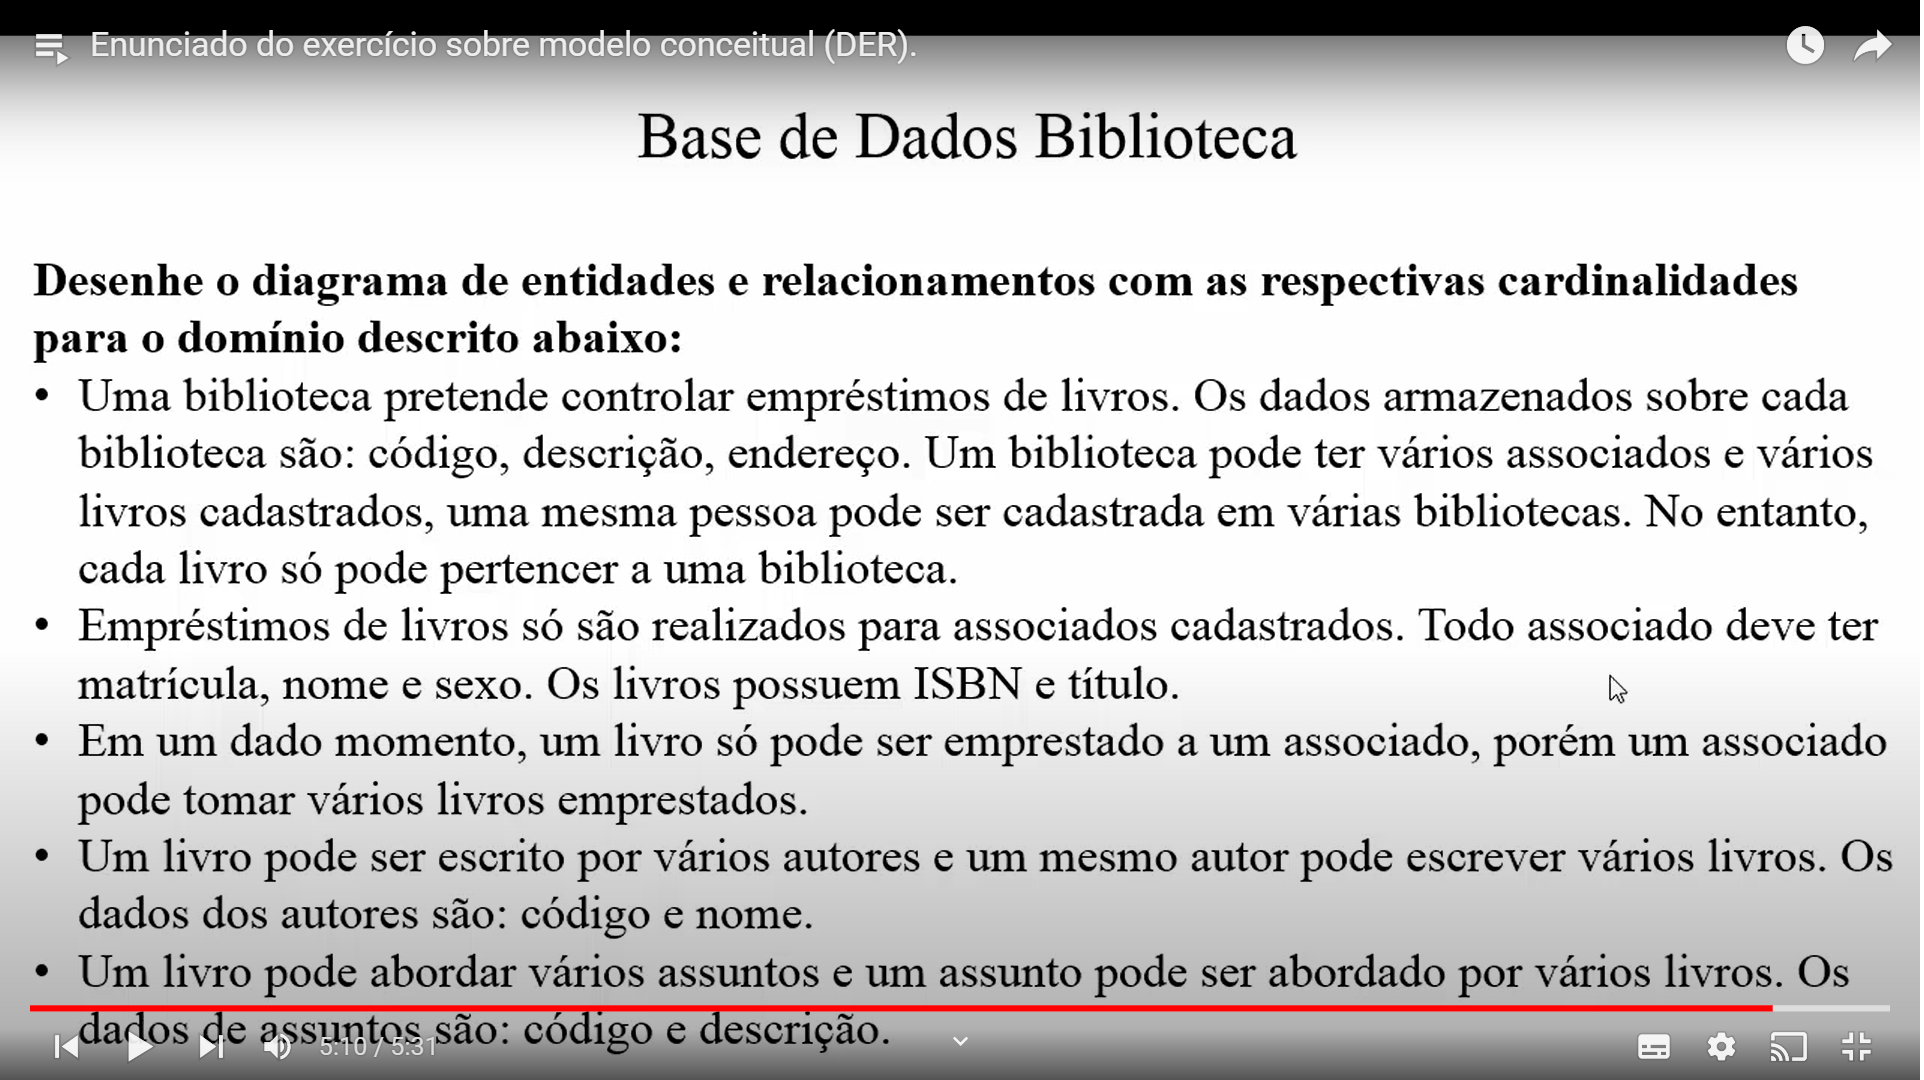 Enunciado do exercício sobre modelo conceitual (DER).
Base de Dados Biblioteca
Desenhe o diagrama de entidades e relacionamentos com as respectivas cardinalidades
para o domínio descrito abaixo:
• Uma biblioteca pretende controlar empréstimos de livros. Os dados armazenados sobre cada
biblioteca são: código, descrição, endereço. Um biblioteca pode ter vários associados e vários
livros cadastrados, uma mesma pessoa pode ser cadastrada em várias bibliotecas. No entanto,
cada livro só pode pertencer a uma biblioteca.
• Empréstimos de livros só são realizados para associados cadastrados. Todo associado deve ter
matrícula, nome e sexo. Os livros possuem ISBN e título.
• Em um dado momento, um livro só pode ser emprestado a um associado, porém um associado
pode tomar vários livros emprestados.
• Um livro pode ser escrito por vários autores e um mesmo autor pode escrever vários livros. Os
dados dos autores são: código e nome.
• Um livro pode abordar vários assuntos e um assunto pode ser abordado por vários livros. Os
dados de assuntos são: código e descrição.
5:10 / 5:31